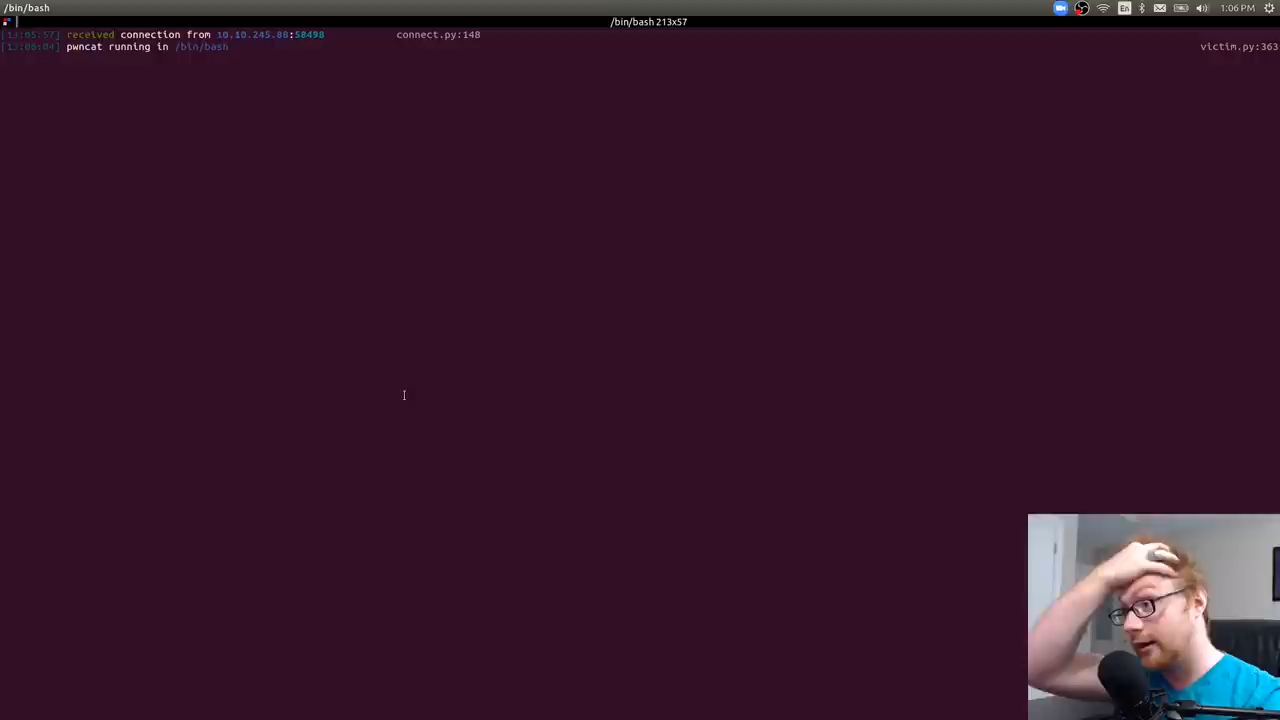 /bin/bash
En
1:06 PM
/bin/bash 213x57
[13:05:57] received connection from 10.10.245.88:58498 connect.py:148
[13:06:04] pwncat running in /bin/bash victim.py:363